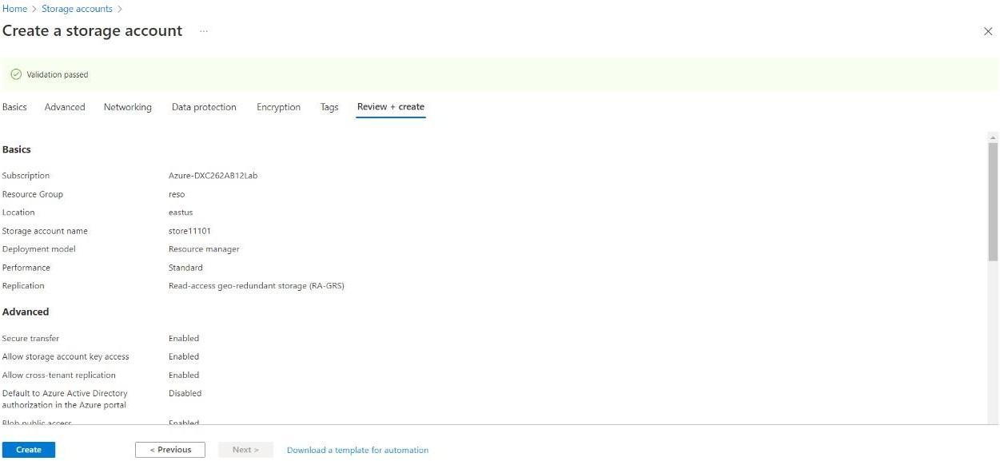 Home > Storage accounts >
Create a storage account ...
Validation passed
Basics Advanced Networking Data protection Encryption Tags Review + create
Basics
Subscription Azure-DXC262AB12Lab
Resource Group reso
Location eastus
Storage account name store11101
Deployment model Resource manager
Performance Standard
Replication Read-access geo-redundant storage (RA-GRS)
Advanced
Secure transfer Enabled
Allow storage account key access Enabled
Allow cross-tenant replication Enabled
Default to Azure Active Directory Disabled
authorization in the Azure portal
Blob public access Enabled
Create < Previous Next > Download a template for automation